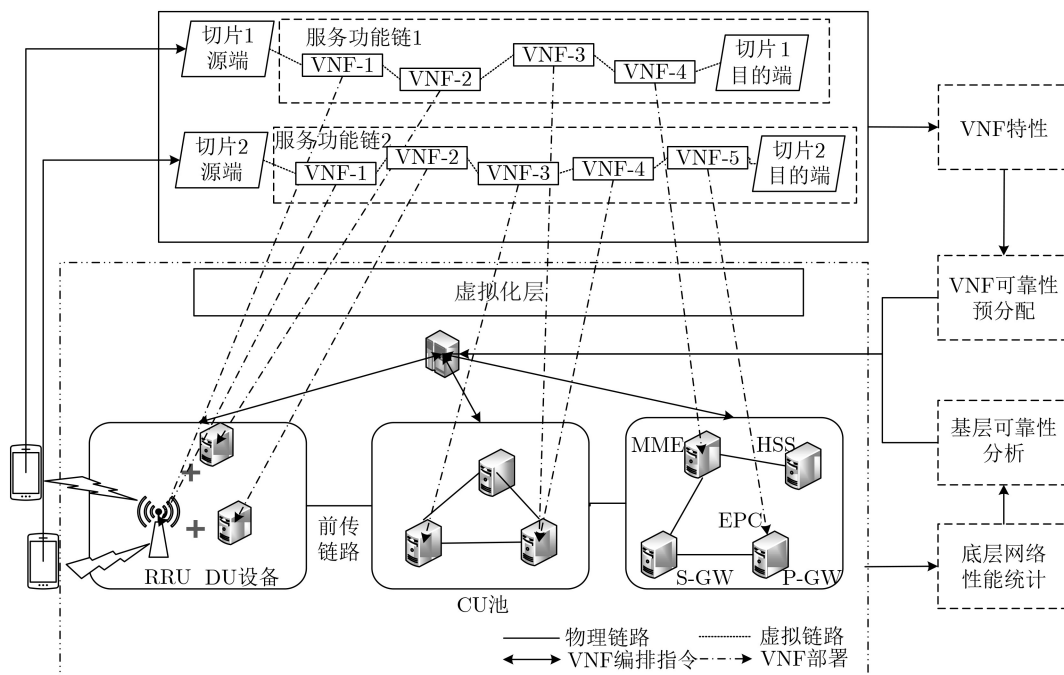 切片1
源端
服务功能链1
VNF-1
VNF-2
VNF-3
VNF-4
切片1
目的端
切片2
源端
服务功能链2
VNF-1
VNF-2
VNF-3
VNF-4
VNF-5
切片2
目的端
VNF特性
虚拟化层
VNF可靠性
预分配
基层可靠性
分析
底层网络
性能统计
RRU
DU设备
前传
链路
CU池
MME
HSS
EPC
S-GW
P-GW
物理链路
虚拟链路
VNF编排指令
VNF部署